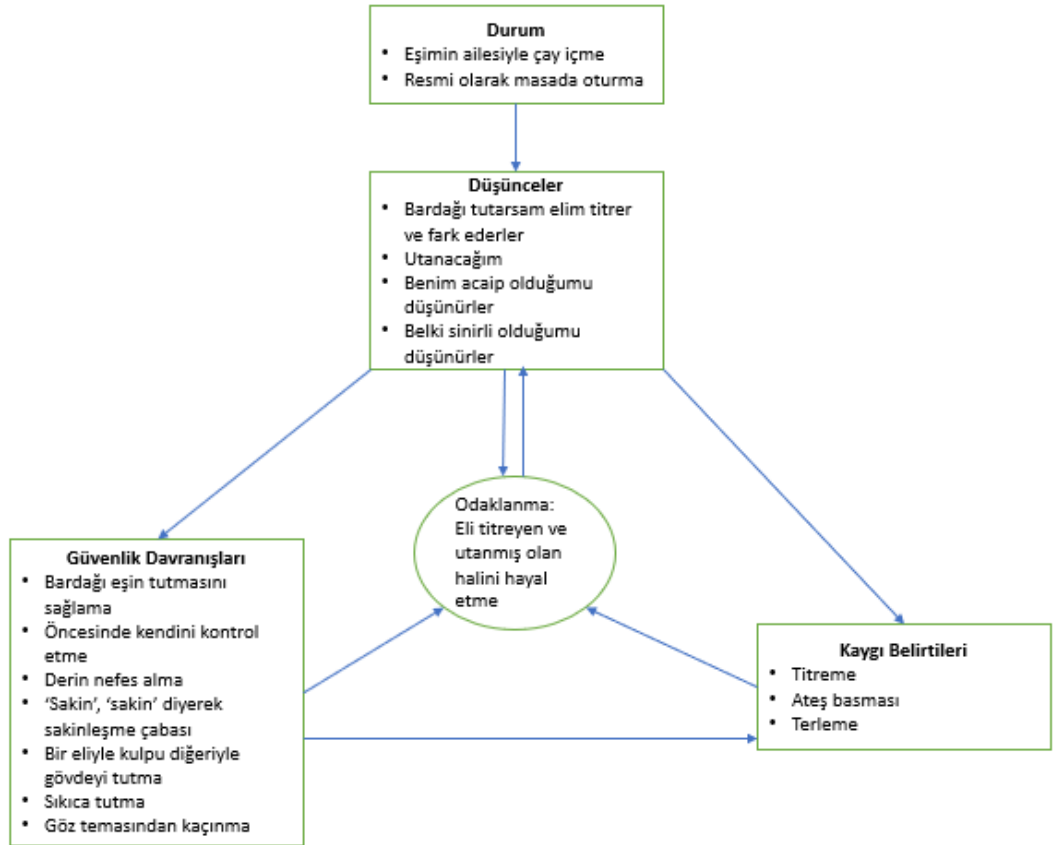 Durum
• Eşimin ailesiyle çay içme
• Resmi olarak masada oturma
Düşünceler
• Bardağı tutarsam elim titrer
ve fark ederler
• Utanacağım
• Benim acaip olduğumu
düşünürler
• Belki sinirli olduğumu
düşünürler
Odaklanma:
Eli titreyen ve
utanmış olan
halini hayal
etme
Güvenlik Davranışları
• Bardağı eşin tutmasını
sağlama
• Öncesinde kendini kontrol
etme
• Derin nefes alma
• ‘Sakin’, ‘sakin’ diyerek
sakinleşme çabası
• Bir eliyle kulpu diğeriyle
gövdeyi tutma
• Sıkıca tutma
• Göz temasından kaçınma
Kaygı Belirtileri
• Titreme
• Ateş basması
• Terleme